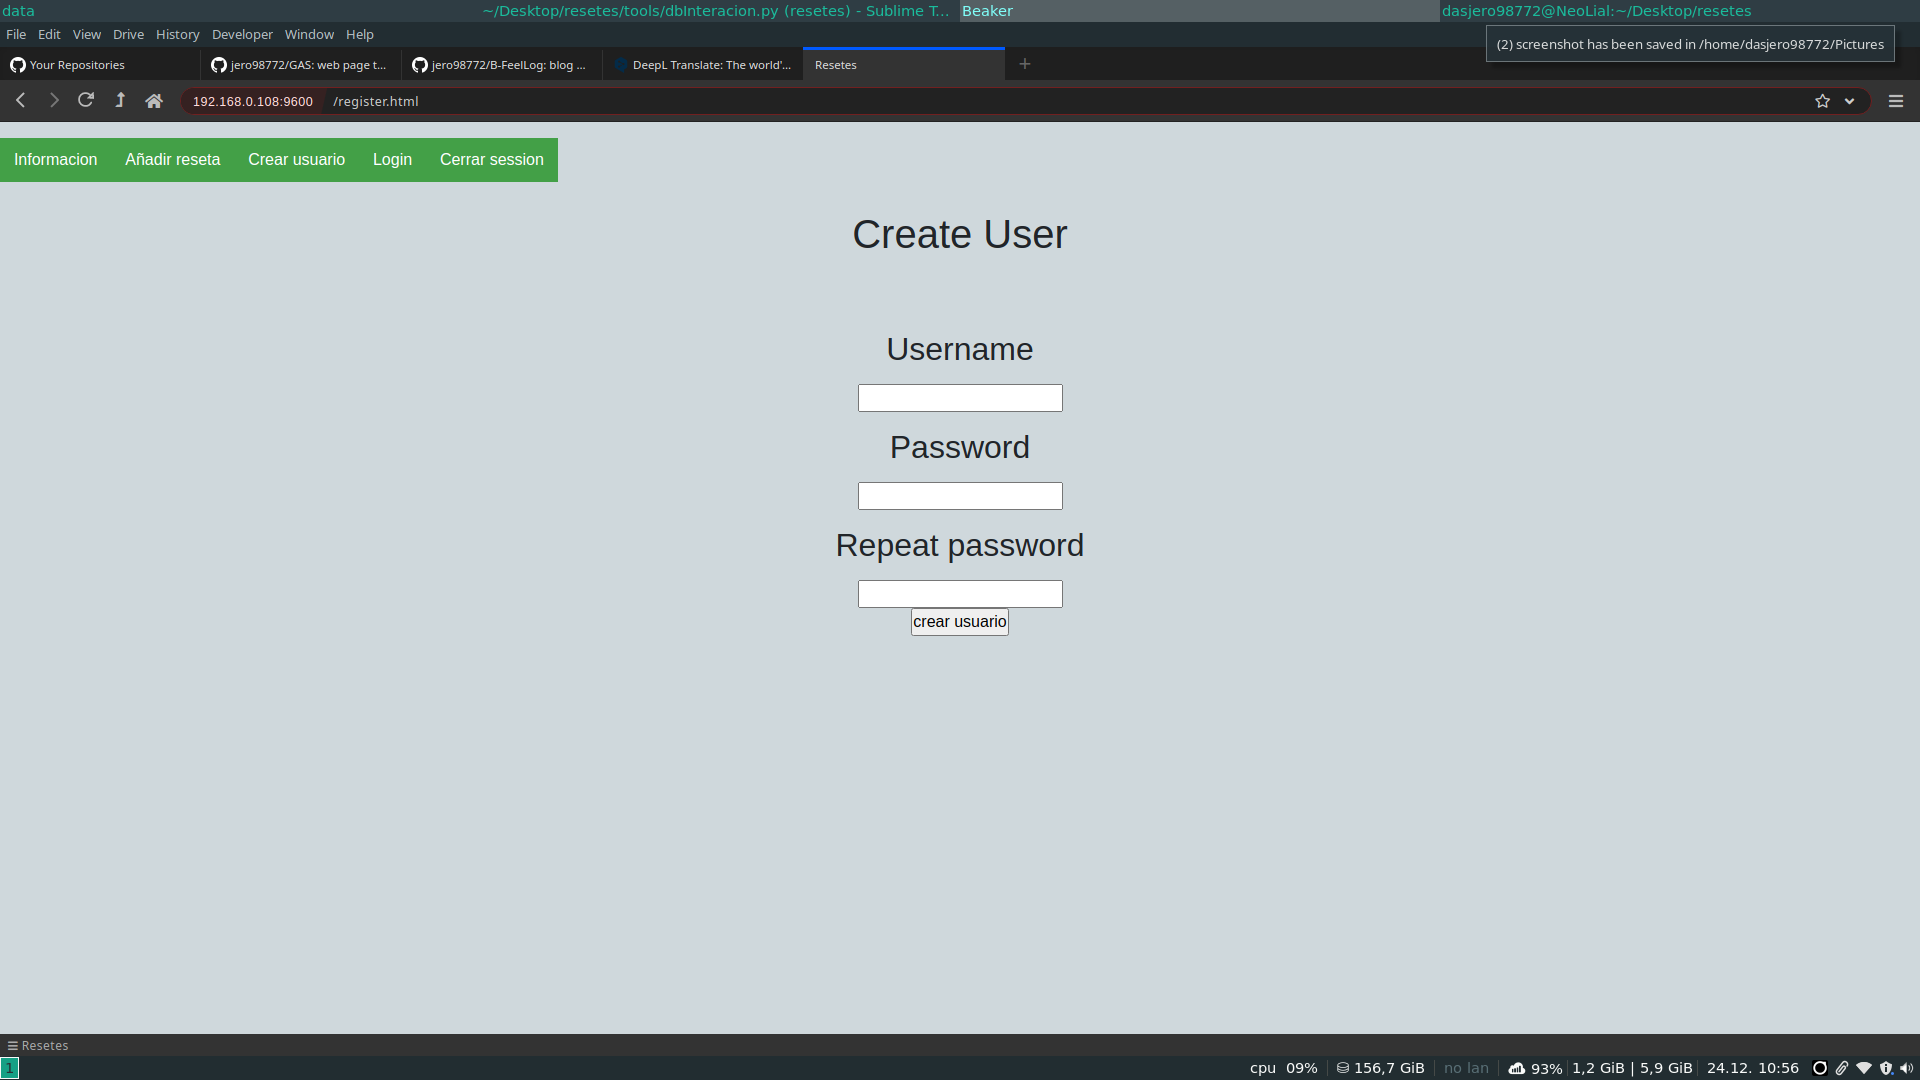 data ~/Desktop/resetes/tools/dbInteracion.py (resetes) - Sublime T... Beaker dasjero98772@NeoLial:~/Desktop/resetes
File Edit View Drive History Developer Window Help
(2) screenshot has been saved in /home/dasjero98772/Pictures
Your Repositories jero98772/GAS: web page t... jero98772/B-FeelLog: blog ... DeepL Translate: The world'... Resetes
192.168.0.108:9600 /register.html
Informacion Añadir reseta Crear usuario Login Cerrar session
Create User
Username
Password
Repeat password
crear usuario
Resetes
1 cpu 09% 156,7 GiB no lan 93% 1,2 GiB | 5,9 GiB 24.12. 10:56